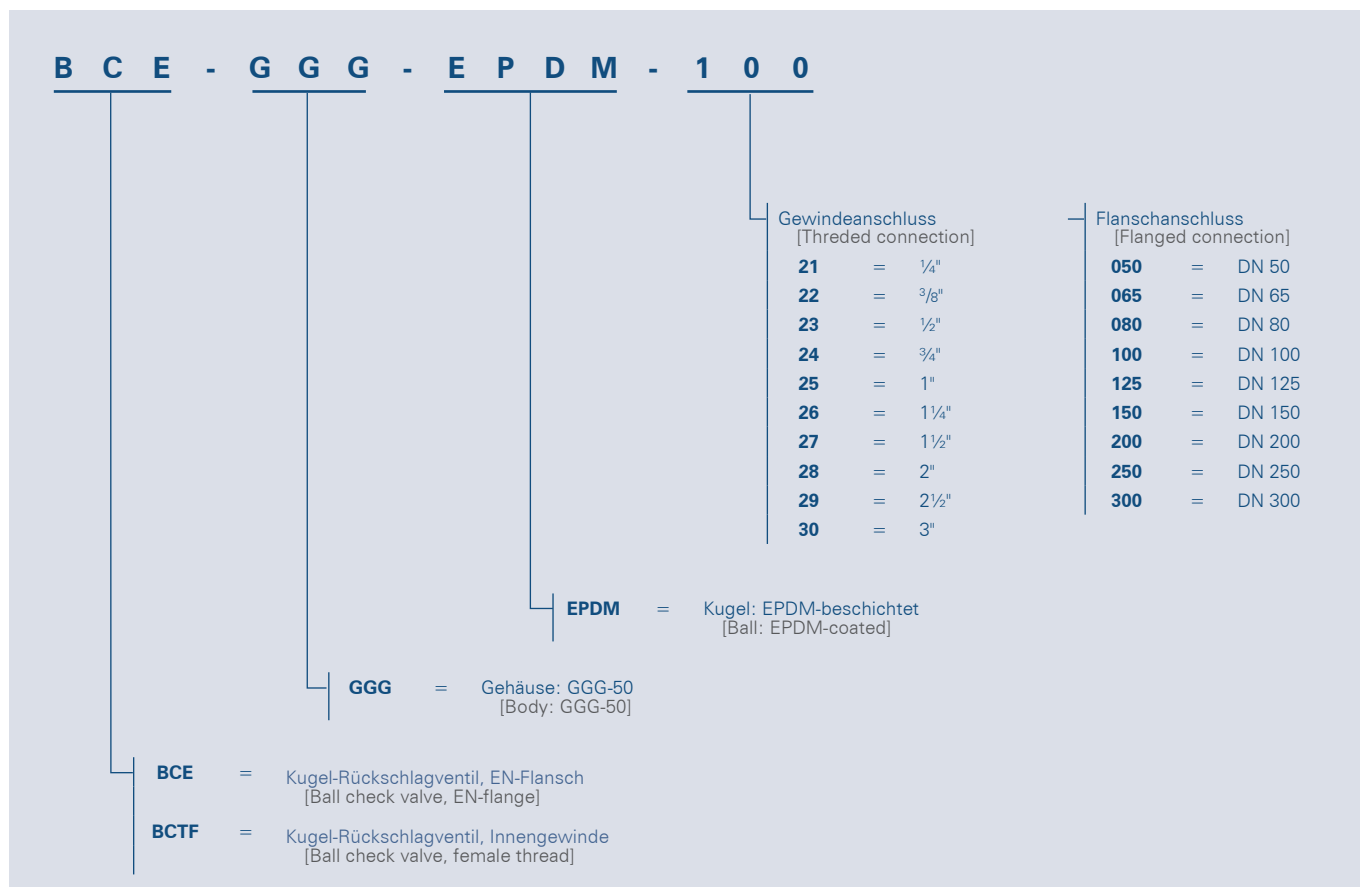 BCE - GGG - EPDM - 100
Gewindeanschluss
[Threded connection]
21 = ¼"
22 = 3/8"
23 = ½"
24 = ¾"
25 = 1"
26 = 1¼"
27 = 1½"
28 = 2"
29 = 2½"
30 = 3"
Flanschanschluss
[Flanged connection]
050 = DN 50
065 = DN 65
080 = DN 80
100 = DN 100
125 = DN 125
150 = DN 150
200 = DN 200
250 = DN 250
300 = DN 300
EPDM = Kugel: EPDM-beschichtet
[Ball: EPDM-coated]
GGG = Gehäuse: GGG-50
[Body: GGG-50]
BCE = Kugel-Rückschlagventil, EN-Flansch
[Ball check valve, EN-flange]
BCTF = Kugel-Rückschlagventil, Innengewinde
[Ball check valve, female thread]